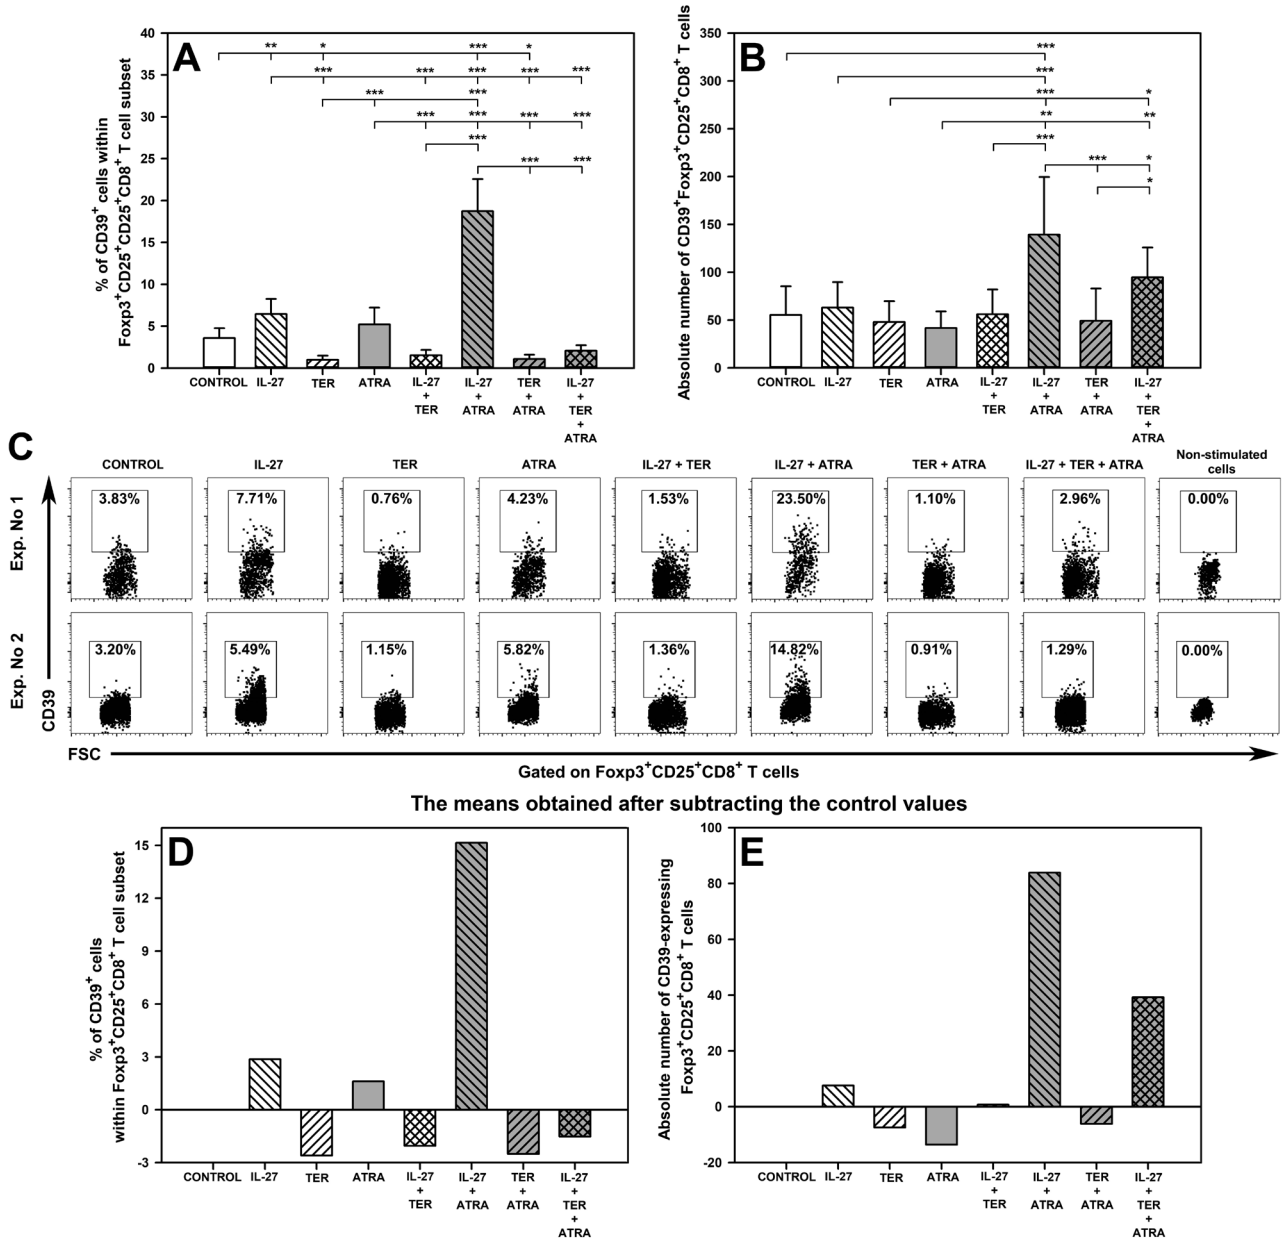 A
% of CD39+ cells within
Foxp3+CD25+CD8+ T cell subset
40
35
30
25
20
15
10
5
0
** * *** *
*** *** *** *** ***
*** ***
*** *** *** ***
***
*** ***
CONTROL IL-27 TER ATRA IL-27 + TER IL-27 + ATRA TER + ATRA IL-27 + TER + ATRA
B
Absolute number of CD39+Foxp3+CD25+CD8+ T cells
350
300
250
200
150
100
50
0
***
***
*** *
** **
***
*** *
*
CONTROL IL-27 TER ATRA IL-27 + TER IL-27 + ATRA TER + ATRA IL-27 + TER + ATRA
C
CONTROL IL-27 TER ATRA IL-27 + TER IL-27 + ATRA TER + ATRA IL-27 + TER + ATRA Non-stimulated cells
Exp. No 1
3.83% 7.71% 0.76% 4.23% 1.53% 23.50% 1.10% 2.96% 0.00%
Exp. No 2
3.20% 5.49% 1.15% 5.82% 1.36% 14.82% 0.91% 1.29% 0.00%
CD39
FSC
Gated on Foxp3+CD25+CD8+ T cells
The means obtained after subtracting the control values
D
% of CD39+ cells
within Foxp3+CD25+CD8+ T cell subset
15
12
9
6
3
0
-3
CONTROL IL-27 TER ATRA IL-27 + TER IL-27 + ATRA TER + ATRA IL-27 + TER + ATRA
E
Absolute number of CD39-expressing
Foxp3+CD25+CD8+ T cells
100
80
60
40
20
0
-20
CONTROL IL-27 TER ATRA IL-27 + TER IL-27 + ATRA TER + ATRA IL-27 + TER + ATRA